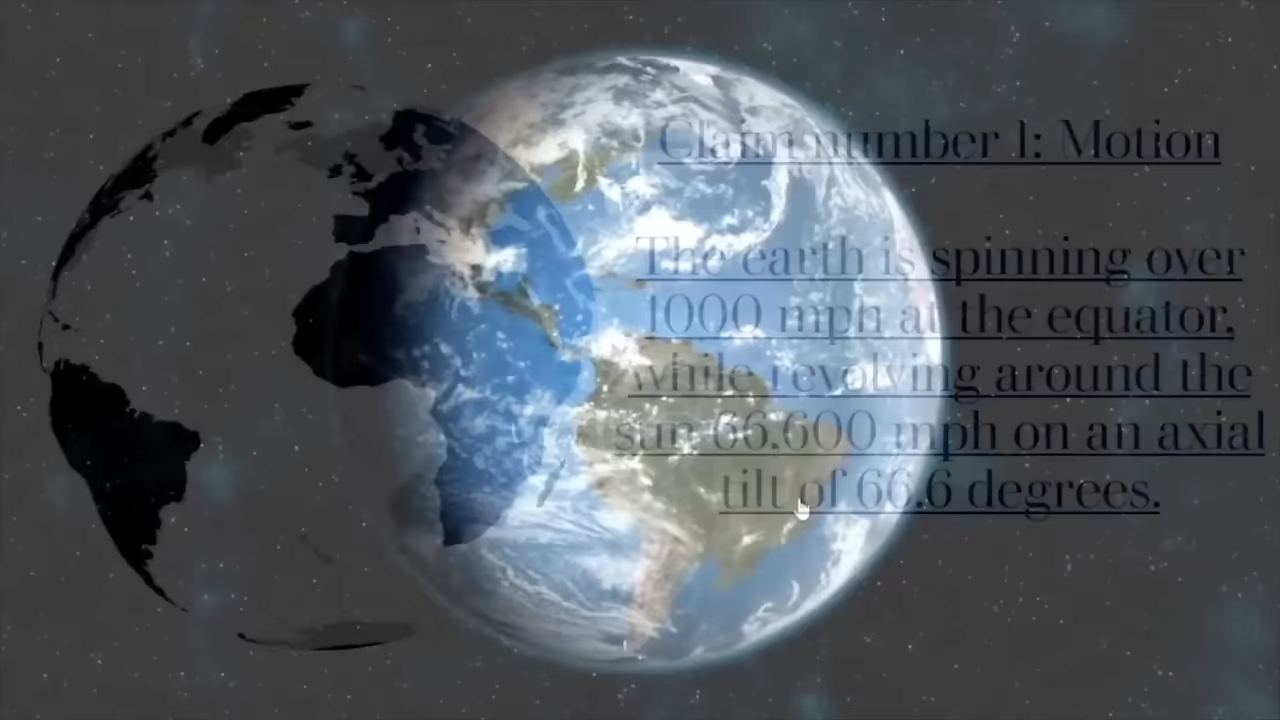 Claim number 1: Motion
The earth is spinning over
1000 mph at the equator,
while revolving around the
sun 66,600 mph on an axial
tilt of 66.6 degrees.